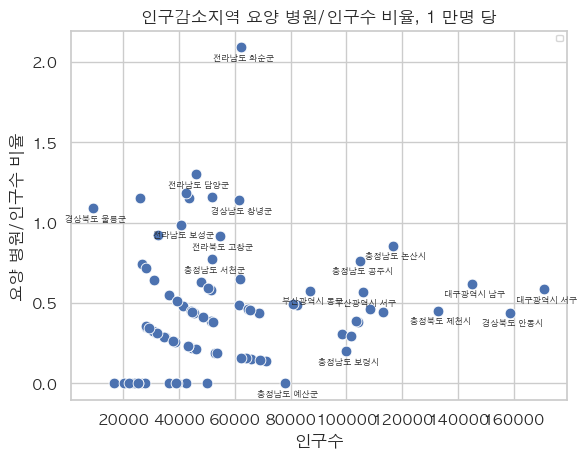 인구감소지역 요양 병원/인구수 비율, 1 만명 당
요양 병원/인구수 비율
2.0
1.5
1.0
0.5
0.0
전라남도 화순군
전라남도 담양군
경상남도 창녕군
경상북도 울릉군
전라남도 보성군
전라북도 고창군
충청남도 서천군
충청남도 논산시
충청남도 공주시
부산광역시 동구
부산광역시 서구
대구광역시 남구
대구광역시 서구
충청북도 제천시
경상북도 안동시
충청남도 보령시
충청남도 예산군
20000 40000 60000 80000 100000 120000 140000 160000
인구수